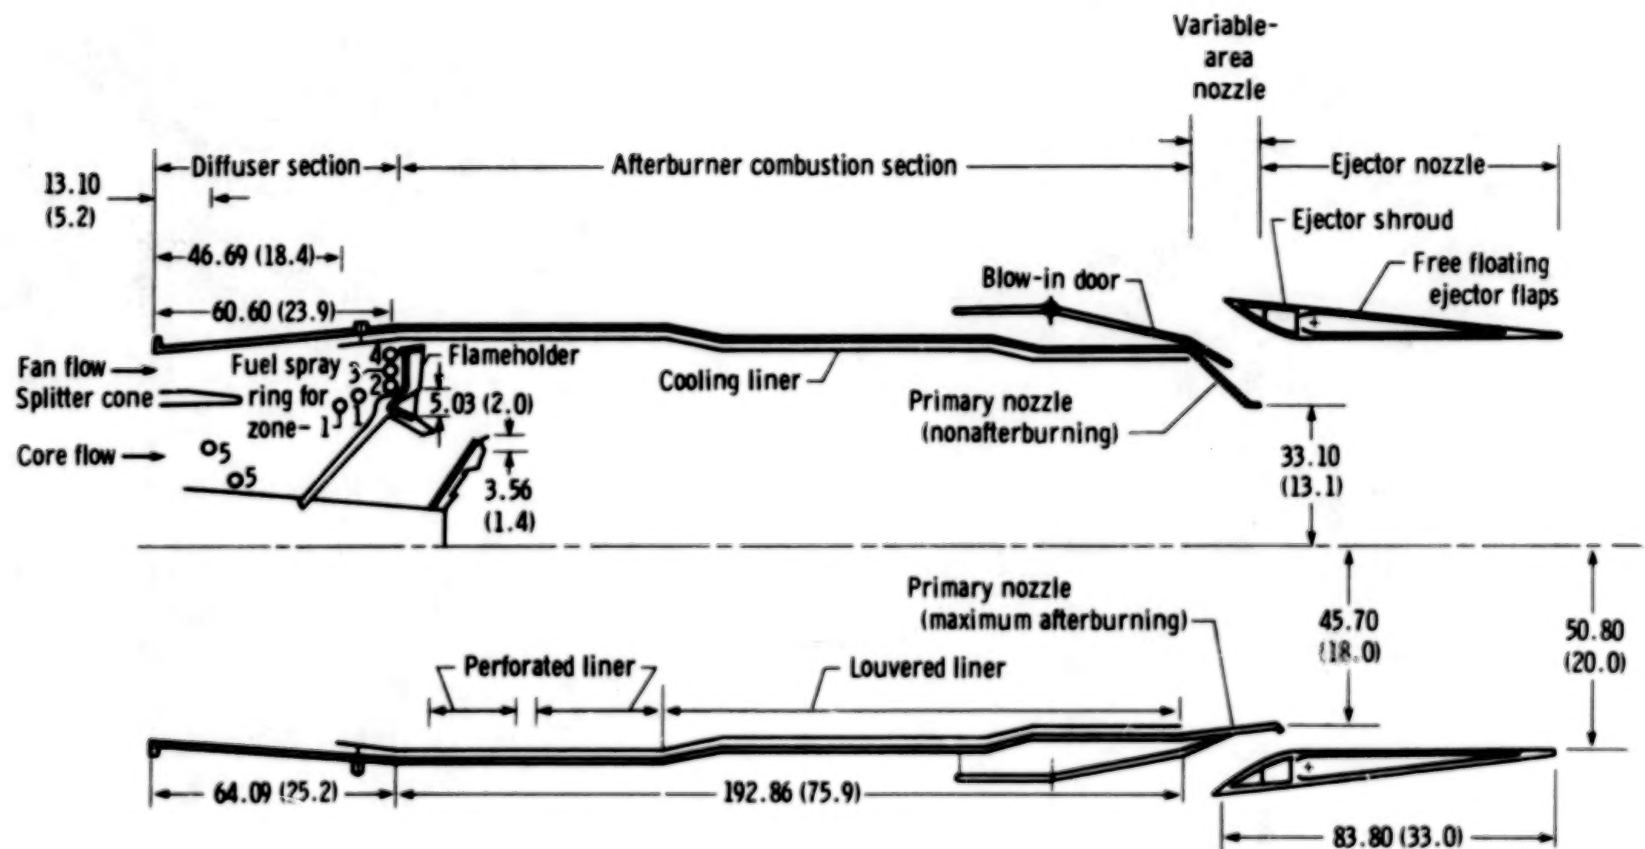 Variable-
area
nozzle
Diffuser section
Afterburner combustion section
Ejector nozzle
13.10
(5.2)
Ejector shroud
46.69 (18.4)
Blow-in door
Free floating
ejector flaps
60.60 (23.9)
Fan flow
Fuel spray
4
3
2
Flameholder
Splitter cone
ring for
zone- 1
1
5.03 (2.0)
Cooling liner
Primary nozzle
(nonafterburning)
Core flow
5
5
3.56
(1.4)
33.10
(13.1)
Primary nozzle
(maximum afterburning)
45.70
(18.0)
50.80
(20.0)
Perforated liner
Louvered liner
64.09 (25.2)
192.86 (75.9)
83.80 (33.0)